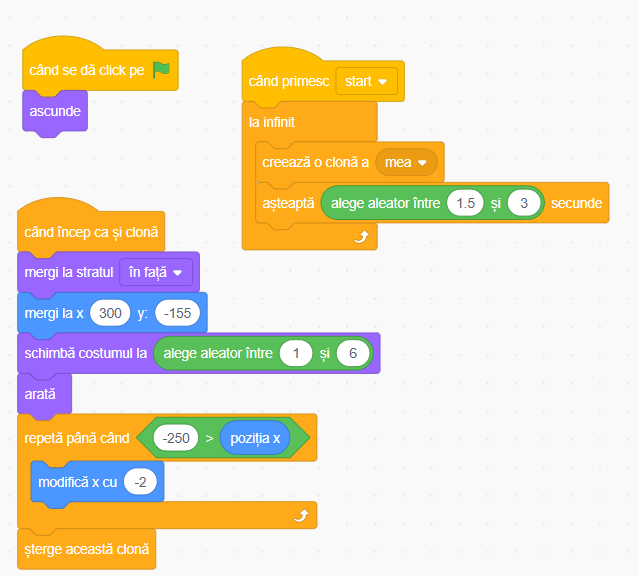 când se dă click pe
ascunde
când primesc start
la infinit
creează o clonă a mea
așteaptă alege aleator între 1.5 și 3 secunde
când încep ca și clonă
mergi la stratul în față
mergi la x 300 y: -155
schimbă costumul la alege aleator între 1 și 6
arată
repetă până când -250 > poziția x
modifică x cu -2
șterge această clonă